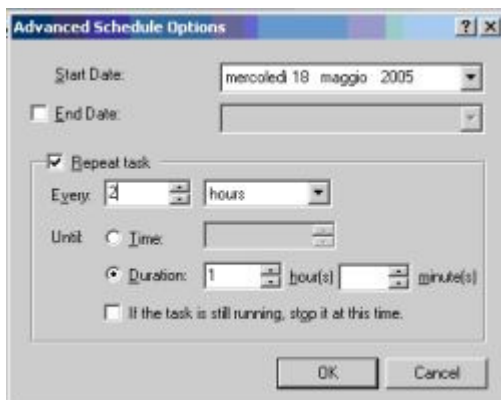 Advanced Schedule Options
Start Date: mercoledì 18 maggio 2005
End Date:
Repeat task
Every: 2 hours
Until: Time:
Duration: 1 hour(s) minute(s)
If the task is still running, stop it at this time.
OK Cancel